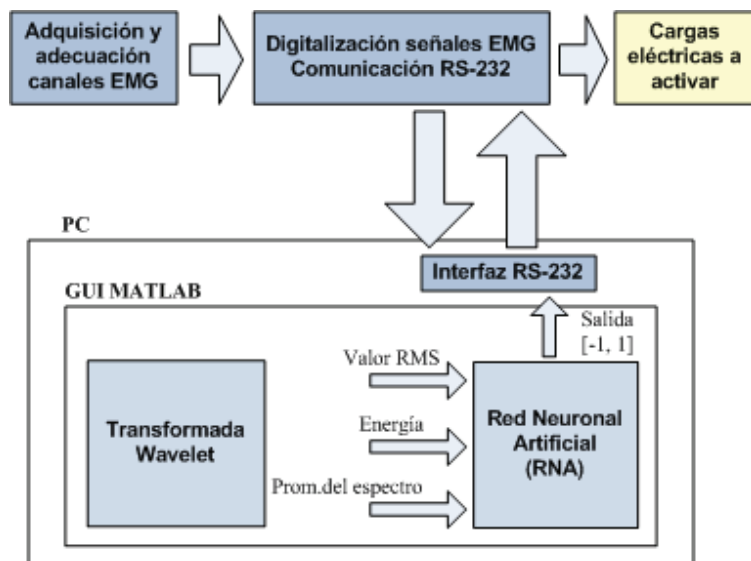 Adquisición y
adecuación
canales EMG
Digitalización señales EMG
Comunicación RS-232
Cargas
eléctricas a
activar
PC
Interfaz RS-232
GUI MATLAB
Salida
[-1, 1]
Valor RMS
Transformada
Wavelet
Energía
Red Neuronal
Artificial
(RNA)
Prom.del espectro